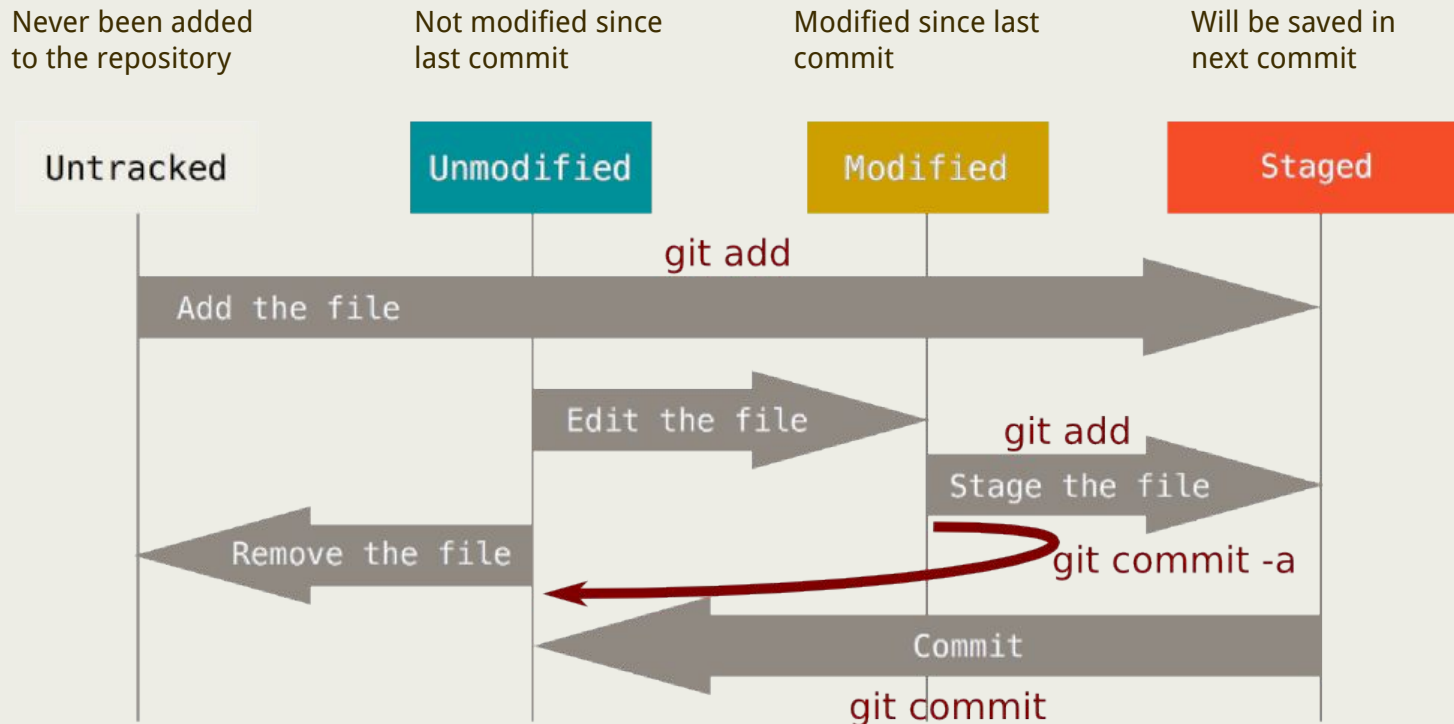 Never been added
to the repository
Not modified since
last commit
Modified since last
commit
Will be saved in
next commit
Untracked
Unmodified
Modified
Staged
git add
Add the file
Edit the file
git add
Stage the file
Remove the file
git commit -a
Commit
git commit